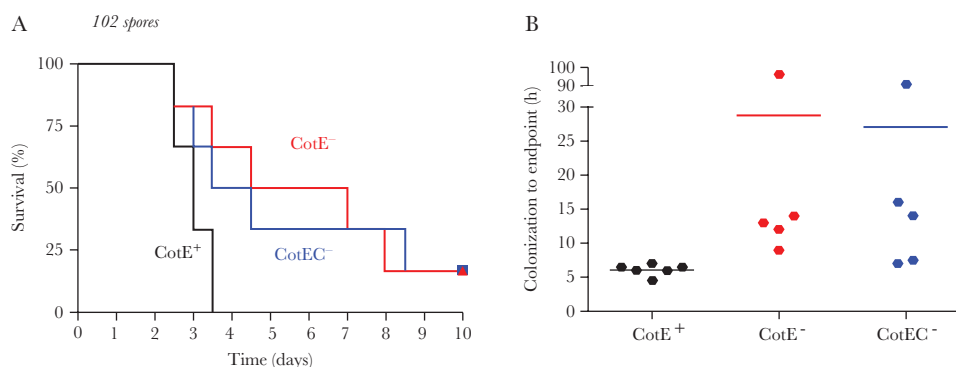 A
102 spores
100
75
50
25
0
Survival (%)
0 1 2 3 4 5 6 7 8 9 10
Time (days)
CotE⁻
CotE⁺
CotEC⁻
B
100
90
30
25
20
15
10
5
0
Colonization to endpoint (h)
CotE⁺ CotE⁻ CotEC⁻